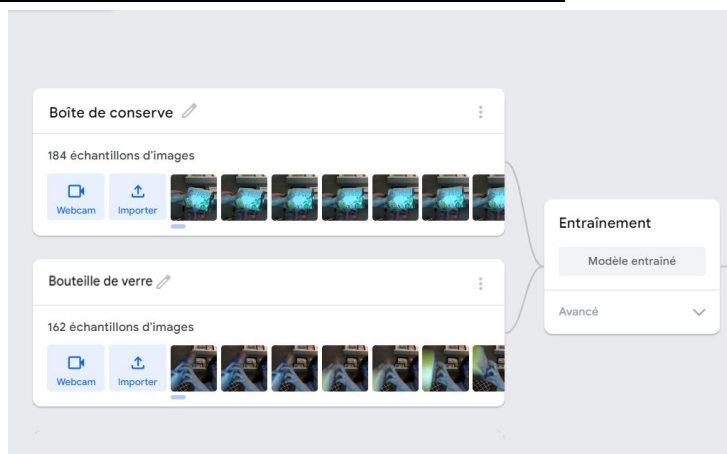 Boîte de conserve
184 échantillons d'images
Webcam
Importer
Bouteille de verre
162 échantillons d'images
Webcam
Importer
Entraînement
Modèle entraîné
Avancé